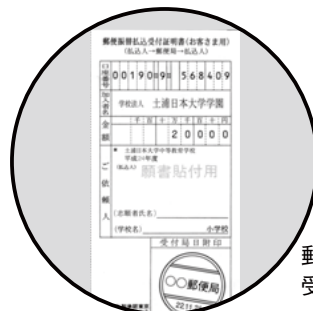 郵便振替払込受付証明書(お客さま用)
(払込人→郵便局→払込人)
口座番号 00190=9= 568409
加入者名 学校法人 土浦日本大学学園
金額 千百十万千百十円
20000
ご依頼人
* 土浦日本大学中等教育学校
平成24年度
(払込人) 願書貼付用
(志願者氏名)
(学校名) 小学校
受付局日附印
○○郵便局
22.11.
郵
受